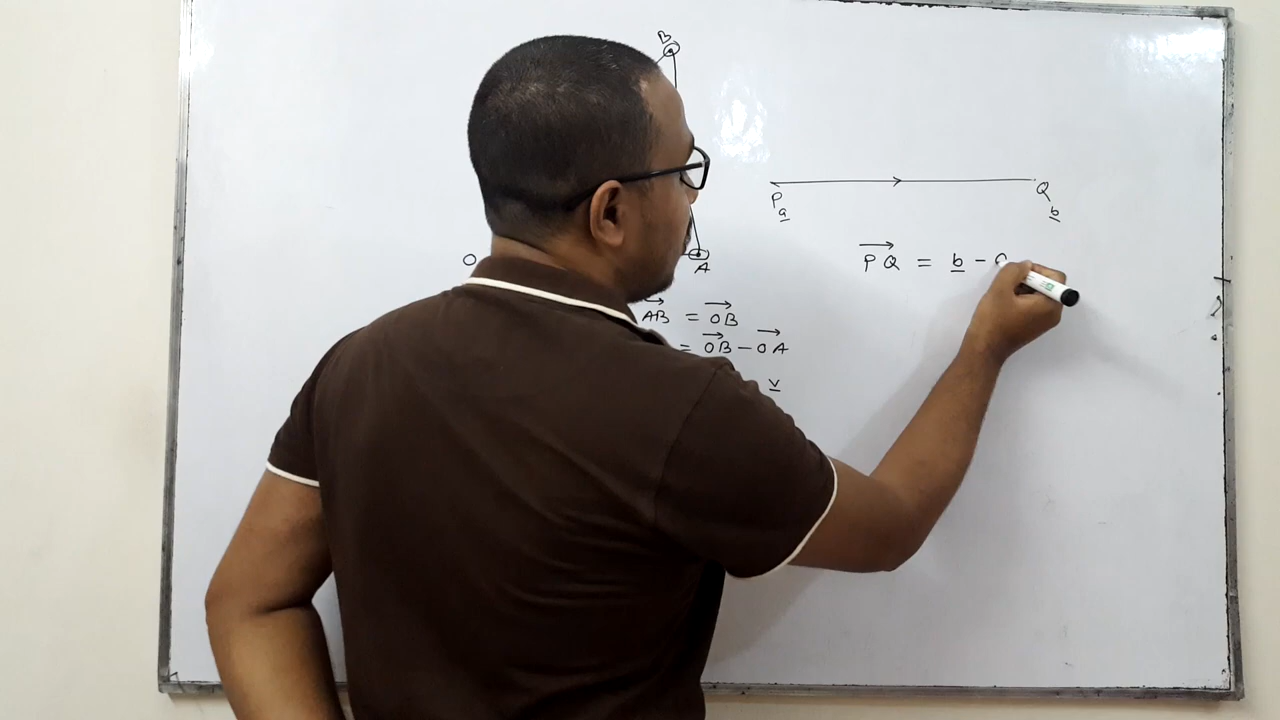 B
P Q
a b
O
A
PQ = b -
AB = OB
= OB - OA
v